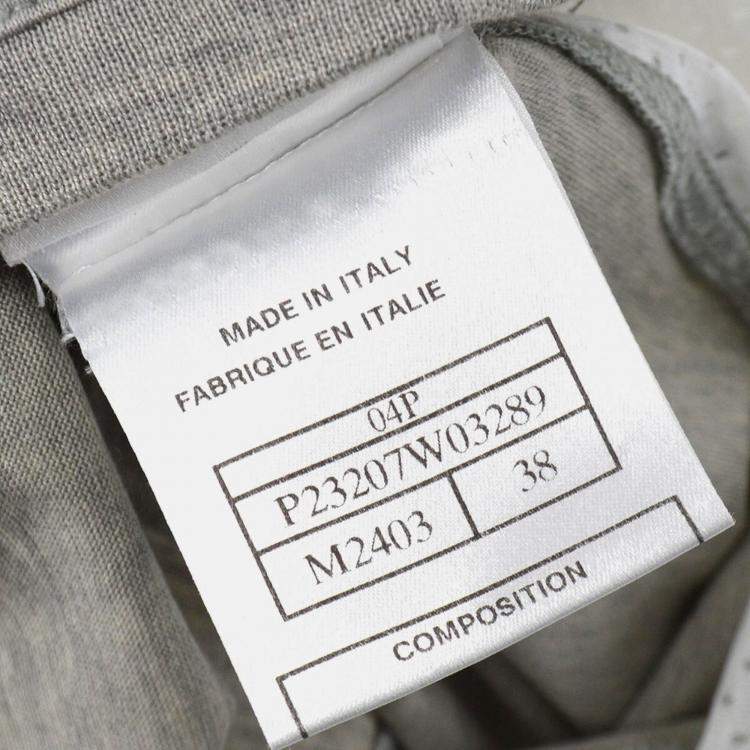 MADE IN ITALY
FABRIQUE EN ITALIE
04P
P23207W03289
M2403 38
COMPOSITION